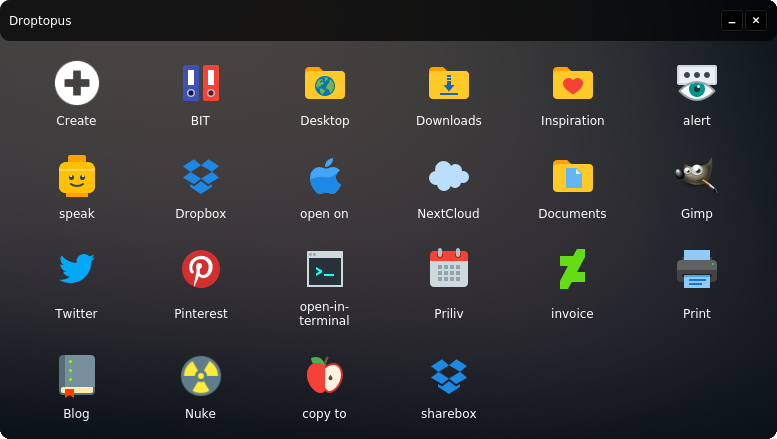 Droptopus
Create BIT Desktop Downloads Inspiration alert
speak Dropbox open on NextCloud Documents Gimp
Twitter Pinterest open-in-terminal Priliv invoice Print
Blog Nuke copy to sharebox